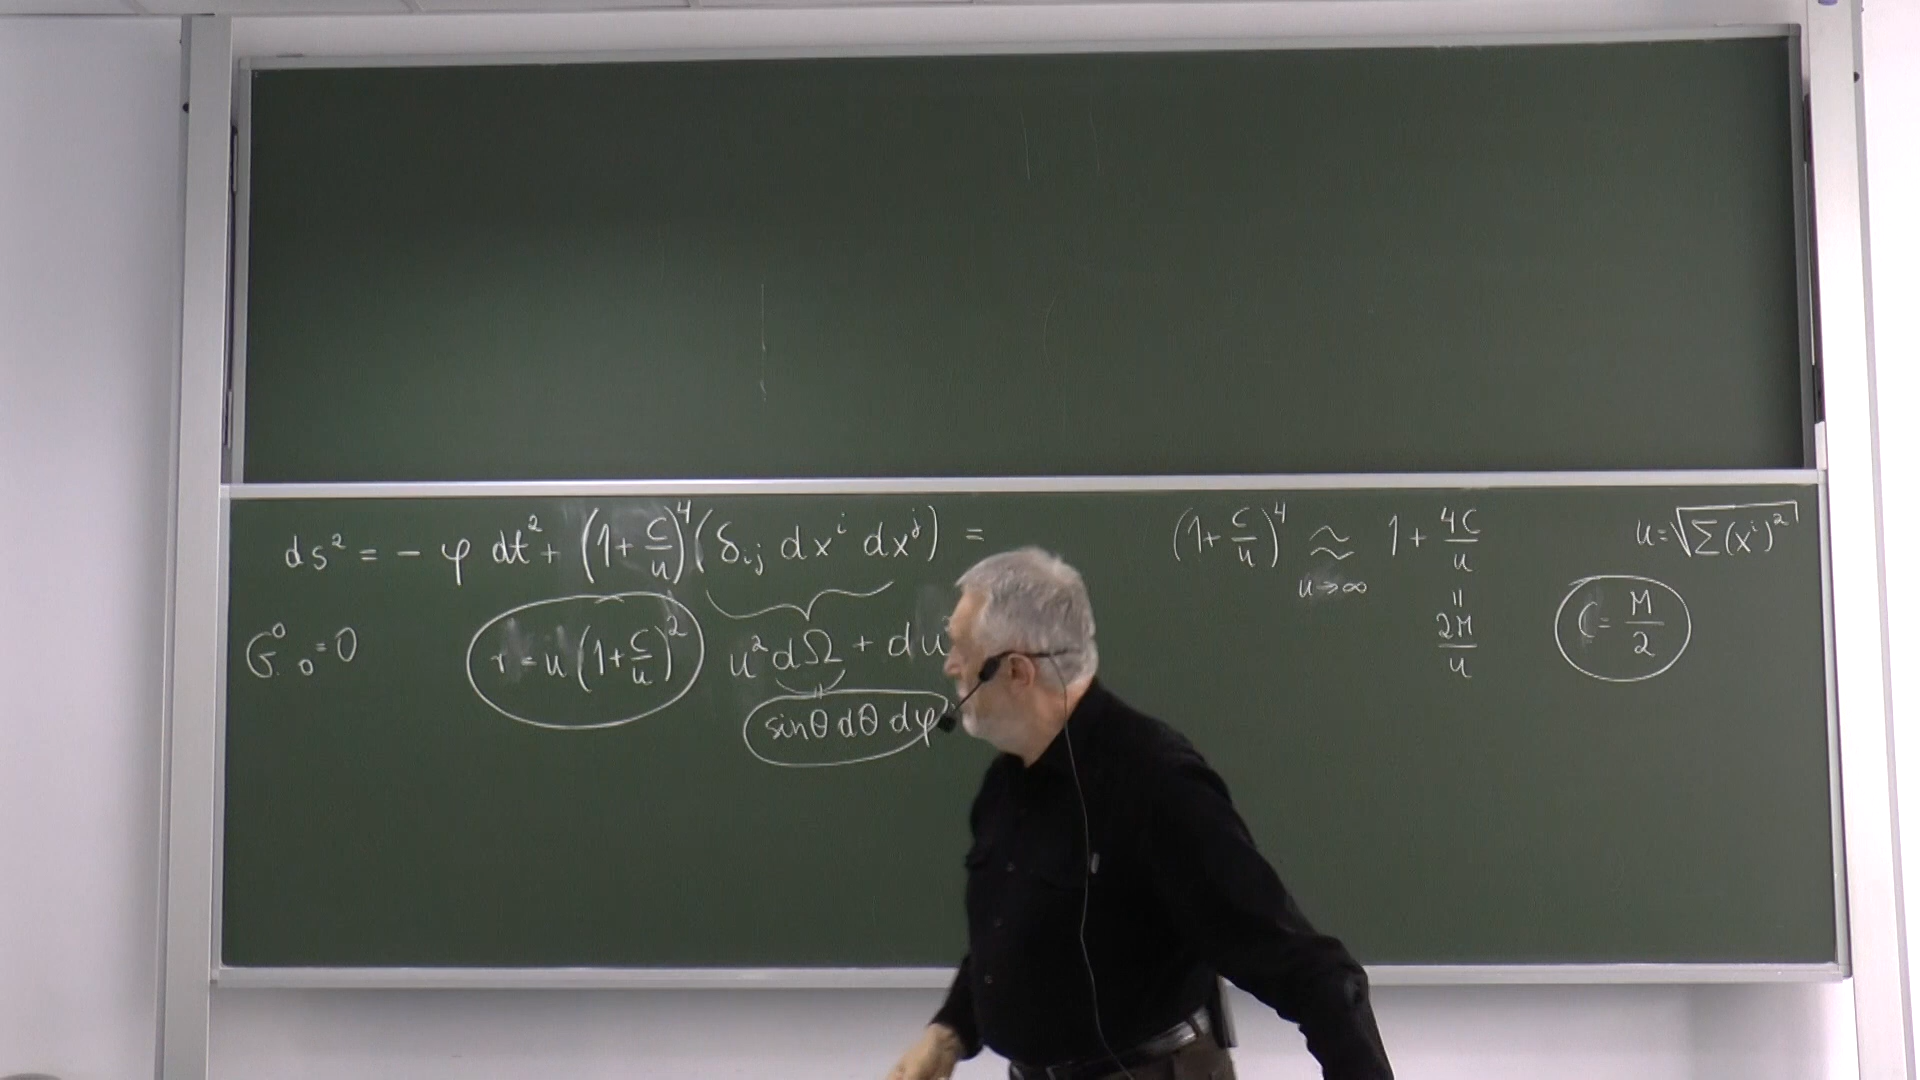 ds² = - φ dt² + (1 + C/u)⁴ (δᵢⱼ dxⁱ dxʲ) =
(1 + C/u)⁴ ≈ 1 + 4C/u
u→∞
=
2M/u
u = √Σ(xⁱ)²
C = M/2
G⁰₀ = 0
r = u(1 + C/u)²
u² dΩ + du
=
sinθ dθ dφ